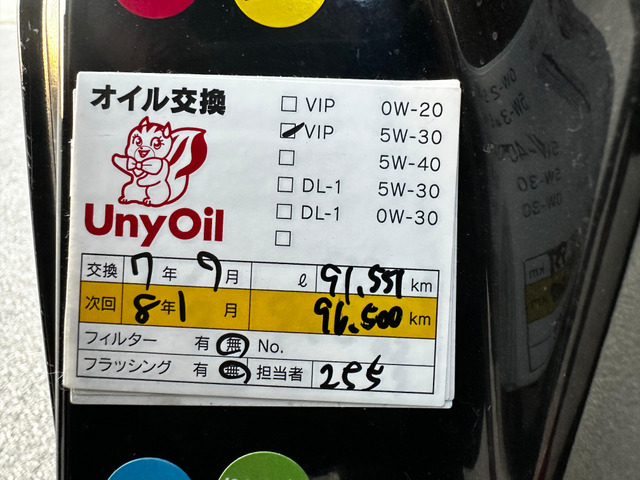 オイル交換
VIP 0W-20
VIP 5W-30
5W-40
DL-1 5W-30
DL-1 0W-30
UnyOil
交換 7年 9月 ℓ 91,551 km
次回 8年 1月 96.500 km
フィルター 有 無 No.
フラッシング 有 無 担当者